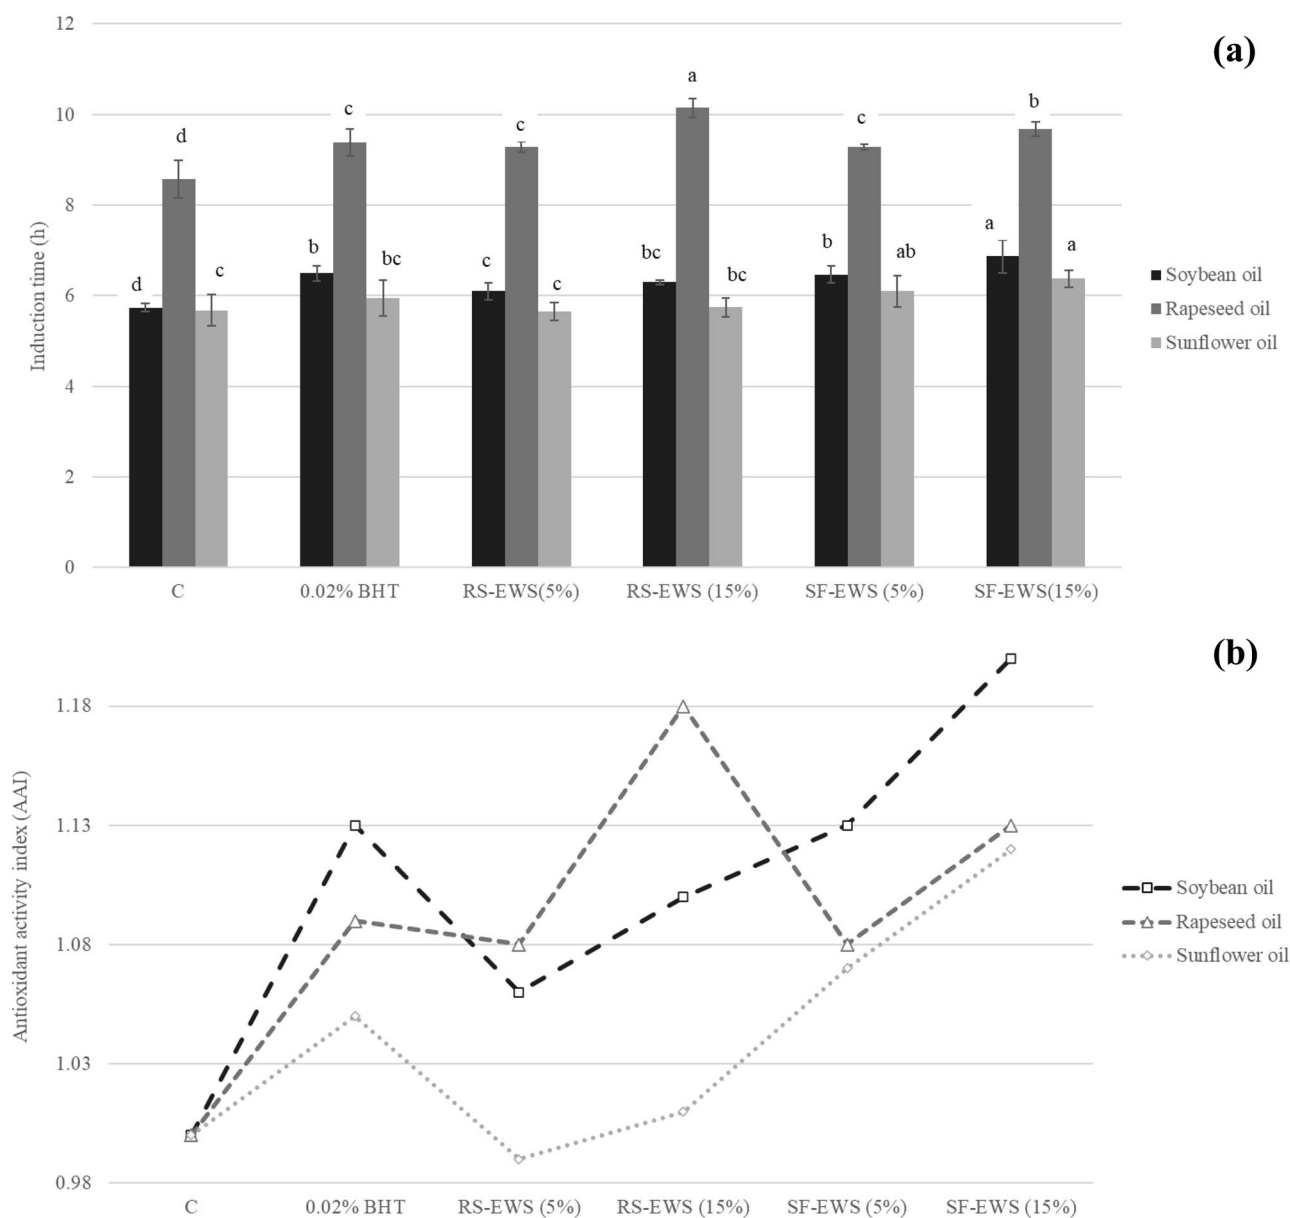 (a)
12
10
8
6
4
2
0
Induction time (h)
d
d
c
b
c
bc
c
c
c
bc
a
bc
b
c
ab
a
b
a
C
0.02% BHT
RS-EWS(5%)
RS-EWS (15%)
SF-EWS (5%)
SF-EWS(15%)
Soybean oil
Rapeseed oil
Sunflower oil
(b)
1.18
1.13
1.08
1.03
0.98
Antioxidant activity index (AAI)
C
0.02% BHT
RS-EWS (5%)
RS-EWS (15%)
SF-EWS (5%)
SF-EWS (15%)
Soybean oil
Rapeseed oil
Sunflower oil